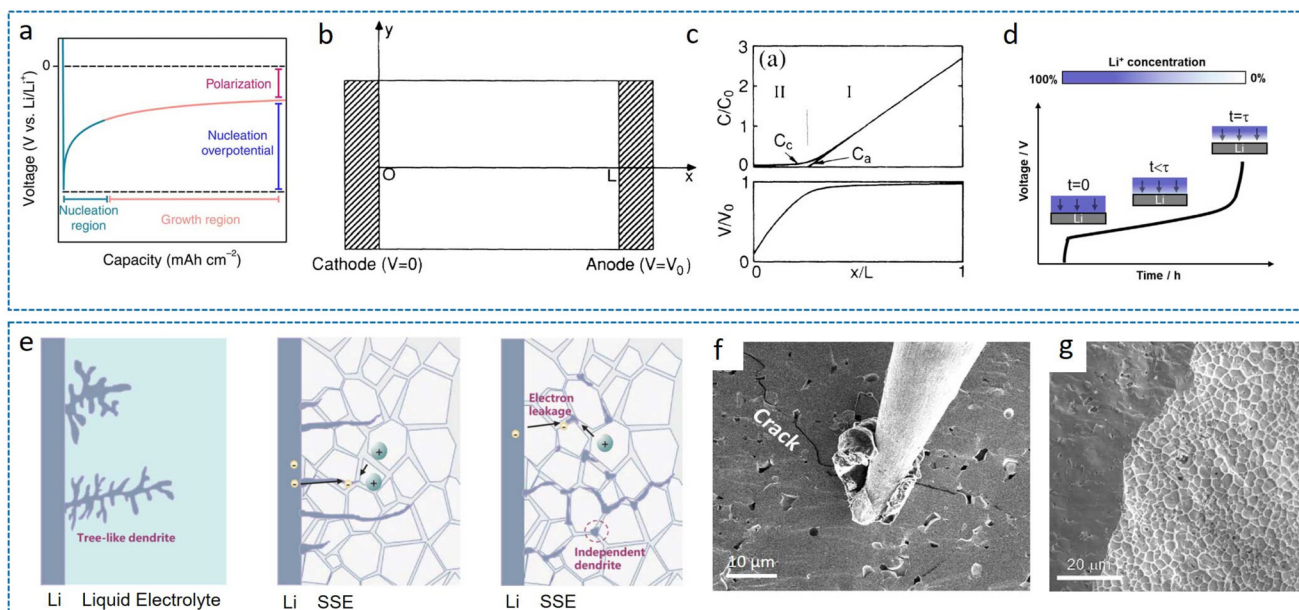 a
0
Voltage (V vs. Li/Li⁺)
Polarization
Nucleation
overpotential
Nucleation
region
Growth region
Capacity (mAh cm⁻²)
b
y
O
L
x
Cathode (V=0)
Anode (V=V₀)
c
(a)
3
2
1
0
C/C₀
II
I
C_c
C_a
1
0
V/V₀
0
x/L
1
d
Li⁺ concentration
100%
0%
Voltage / V
t=0
Li
t<τ
Li
t=τ
Li
Time / h
e
Tree-like dendrite
Li Liquid Electrolyte
+
-
-
-
+
Li SSE
Electron
leakage
-
-
+
Independent
dendrite
Li SSE
f
Crack
10 μm
g
20 μm